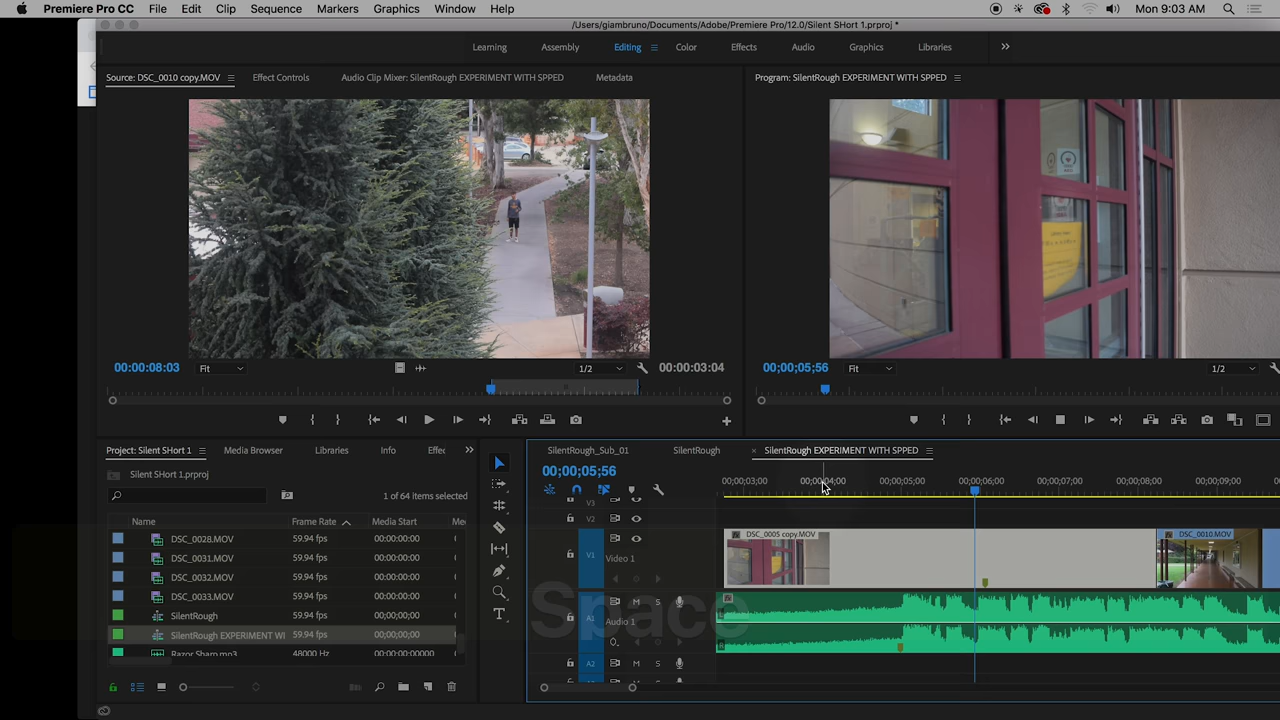 Premiere Pro CC File Edit Clip Sequence Markers Graphics Window Help Mon 9:03 AM
/Users/giambruno/Documents/Adobe/Premiere Pro/12.0/Silent SHort 1.prproj *
Learning Assembly Editing Color Effects Audio Graphics Libraries
Source: DSC_0010 copy.MOV Effect Controls Audio Clip Mixer: SilentRough EXPERIMENT WITH SPPED Metadata Program: SilentRough EXPERIMENT WITH SPPED
00:00:08:03 Fit 1/2 00:00:03:04 00;00;05;56 Fit 1/2
Project: Silent SHort 1 Media Browser Libraries Info Effec
SilentRough_Sub_01 SilentRough SilentRough EXPERIMENT WITH SPPED
Silent SHort 1.prproj
00;00;05;56
1 of 64 items selected
00;00;03;00 00;00;04;00 00;00;05;00 00;00;06;00 00;00;07;00 00;00;08;00 00;00;09;00
Name Frame Rate Media Start Me
V3
V2
DSC_0028.MOV 59.94 fps 00:00:00:00
DSC_0031.MOV 59.94 fps 00:00:00:00
DSC_0032.MOV 59.94 fps 00:00:00:00
DSC_0033.MOV 59.94 fps 00:00:00:00
SilentRough 59.94 fps 00;00;00;00
SilentRough EXPERIMENT WI 59.94 fps 00;00;00;00
Razor Sharp.mp3 48000 Hz 00:00:00:00000
DSC_0005 copy.MOV DSC_0010.MOV
V1 Video 1
Space
A1 M S
Audio 1
A2 M S
L
R